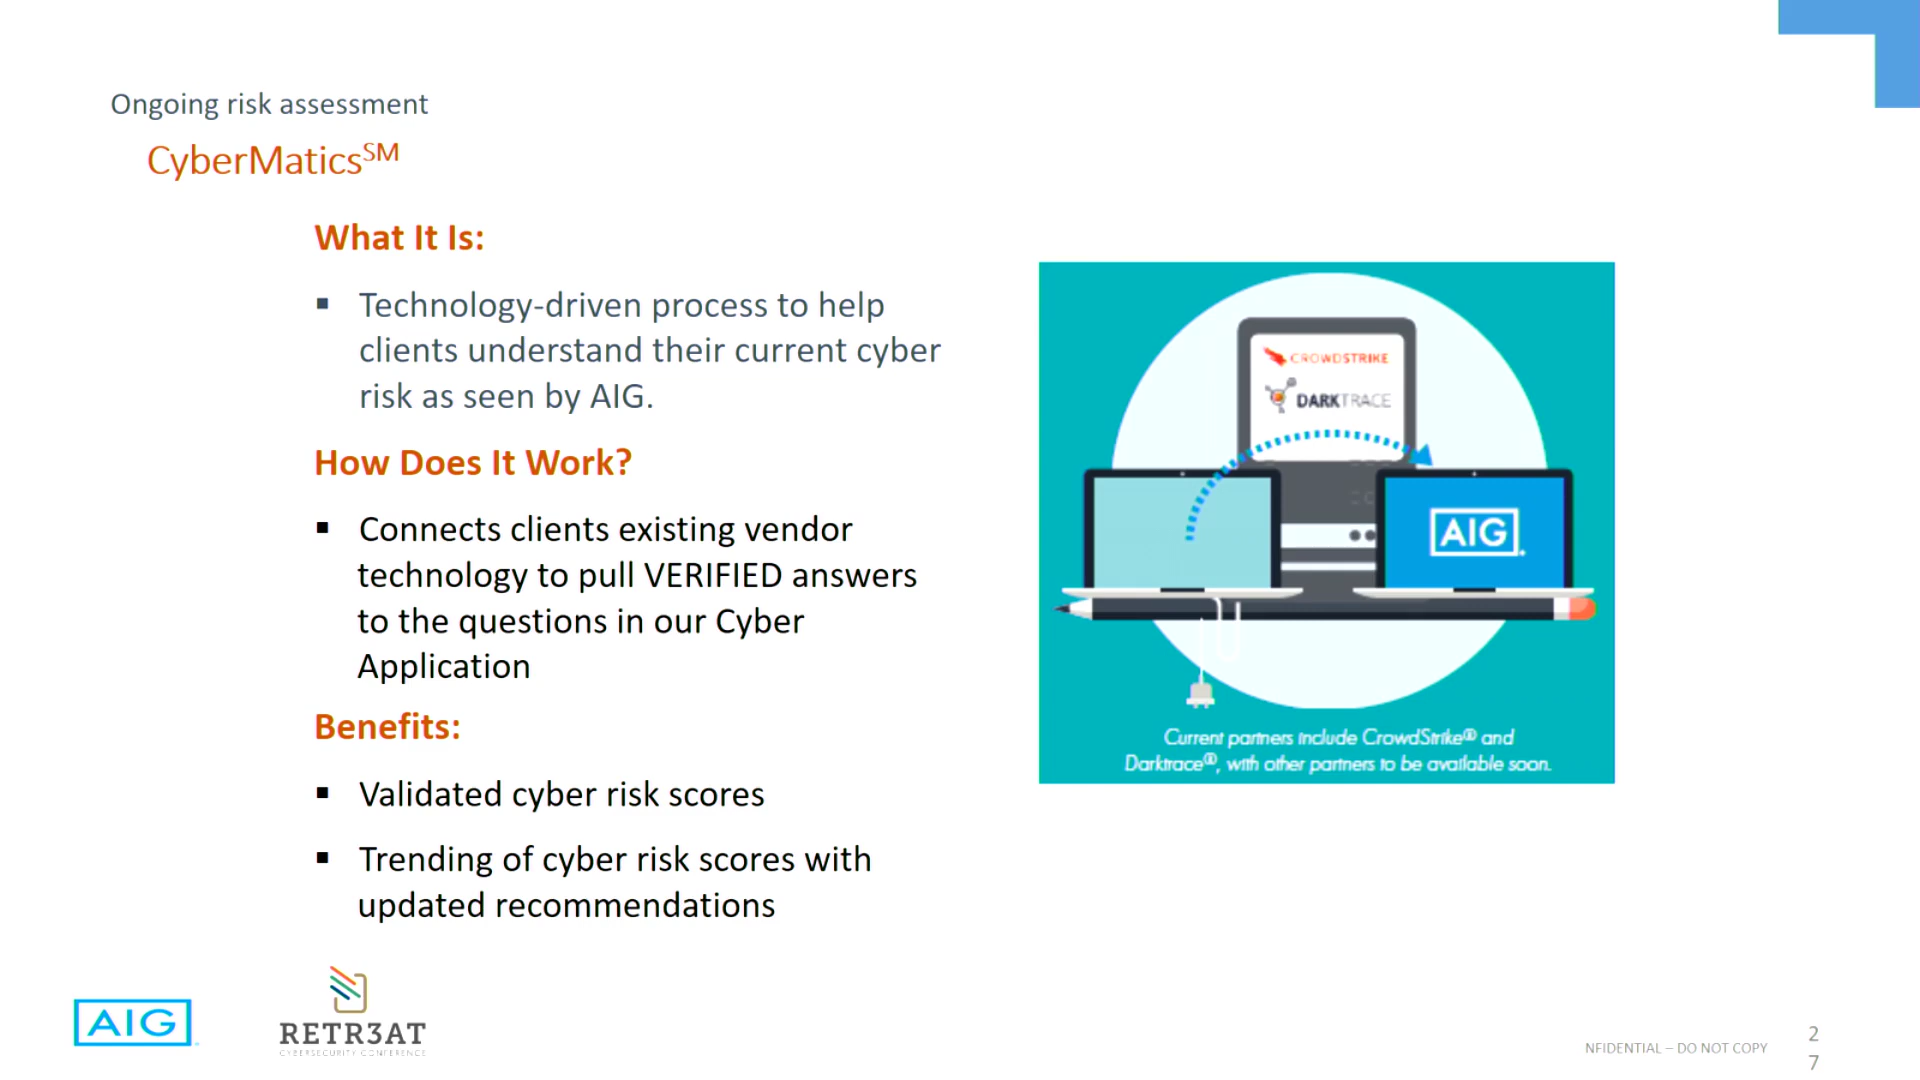 Ongoing risk assessment
CyberMaticsSM
What It Is:
▪ Technology-driven process to help
clients understand their current cyber
risk as seen by AIG.
How Does It Work?
▪ Connects clients existing vendor
technology to pull VERIFIED answers
to the questions in our Cyber
Application
Benefits:
▪ Validated cyber risk scores
▪ Trending of cyber risk scores with
updated recommendations
CROWDSTRIKE
DARKTRACE
AIG
Current partners include CrowdStrike® and
Darktrace®, with other partners to be available soon.
AIG
RETR3AT
CYBERSECURITY CONFERENCE
NFIDENTIAL – DO NOT COPY
2
7